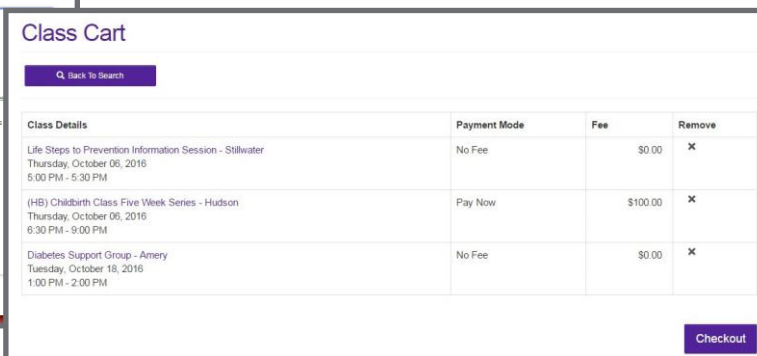 Class Cart
Back To Search
Class Details Payment Mode Fee Remove
Life Steps to Prevention Information Session - Stillwater No Fee $0.00 ×
Thursday, October 06, 2016
5:00 PM - 5:30 PM
(HB) Childbirth Class Five Week Series - Hudson Pay Now $100.00 ×
Thursday, October 06, 2016
6:30 PM - 9:00 PM
Diabetes Support Group - Amery No Fee $0.00 ×
Tuesday, October 18, 2016
1:00 PM - 2:00 PM
Checkout